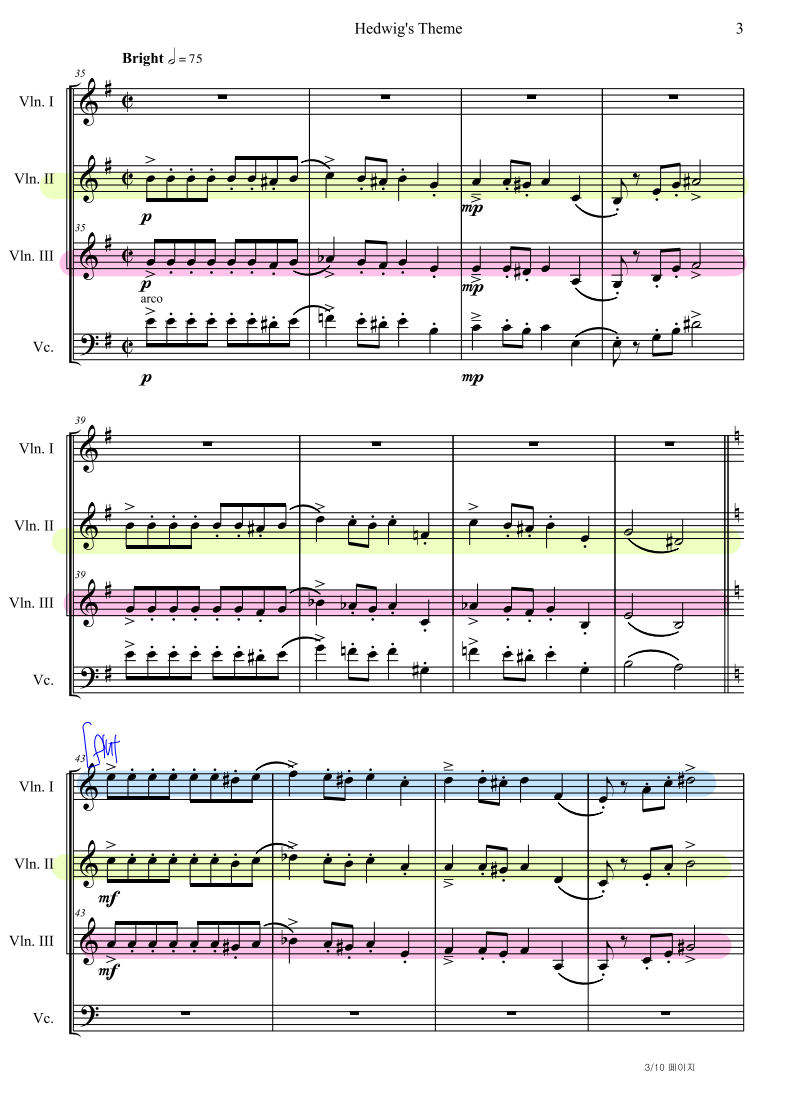 Hedwig's Theme
3
Bright = 75
35
Vln. I
Vln. II
p
mp
35
Vln. III
p
mp
arco
Vc.
p
mp
39
Vln. I
Vln. II
39
Vln. III
Vc.
43
Vln. I
Vln. II
mf
43
Vln. III
mf
Vc.
3/10 페이지